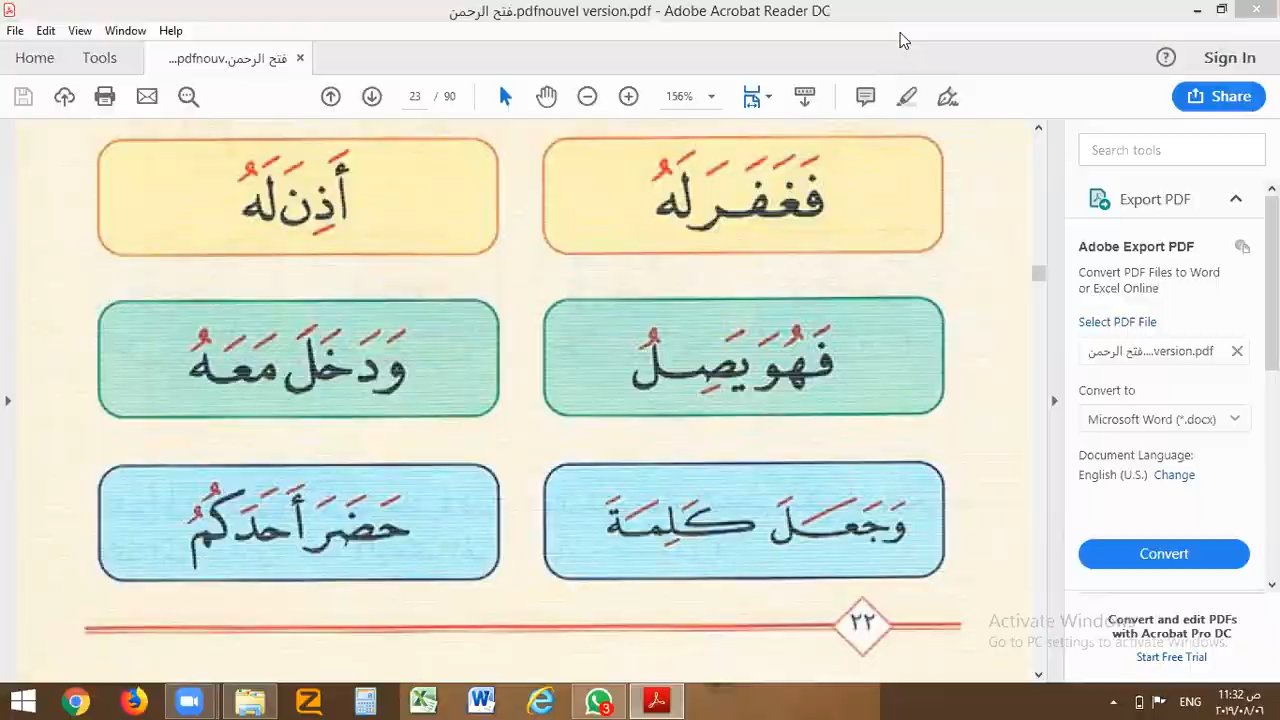 فتح الرحمن.pdfnouvel version.pdf - Adobe Acrobat Reader DC
File Edit View Window Help
Home Tools فتح الرحمن.pdfnouv... ×
Sign In
23 / 90 156% Share
فَغَفَرَ لَهُ أَذِنَ لَهُ
فَهُوَ يَصِلُ وَدَخَلَ مَعَهُ
وَجَعَلَ كَلِمَةَ حَضَرَ أَحَدَكُمُ
٢٢
Search tools
Export PDF
Adobe Export PDF
Convert PDF Files to Word
or Excel Online
Select PDF File
فتح الرحمن....version.pdf
Convert to
Microsoft Word (*.docx)
Document Language:
English (U.S.) Change
Convert
Convert and edit PDFs
with Acrobat Pro DC
Start Free Trial
Activate Windows
Go to PC settings to activate Windows.
3
ENG
11:32 ص
٢٠١٩/٠٨/٠٦